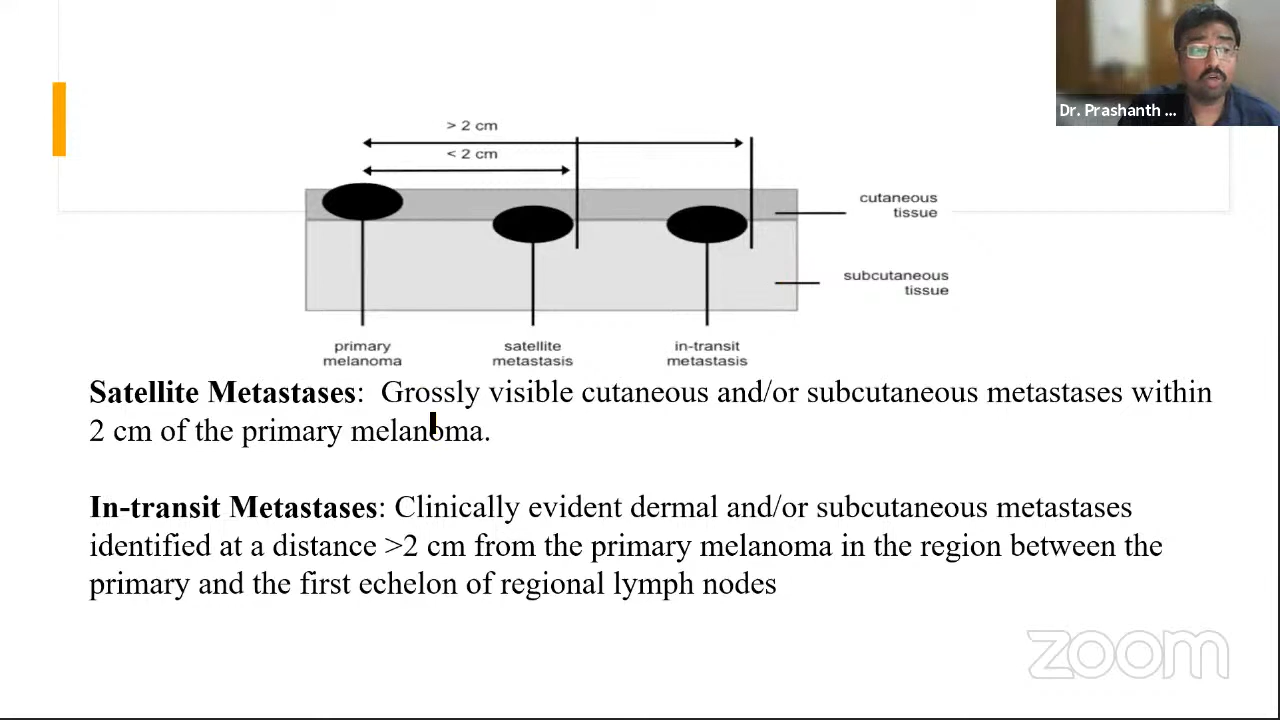 Dr. Prashanth ...
> 2 cm
< 2 cm
cutaneous
tissue
subcutaneous
tissue
primary
melanoma
satellite
metastasis
in-transit
metastasis
Satellite Metastases: Grossly visible cutaneous and/or subcutaneous metastases within
2 cm of the primary melanoma.
In-transit Metastases: Clinically evident dermal and/or subcutaneous metastases
identified at a distance >2 cm from the primary melanoma in the region between the
primary and the first echelon of regional lymph nodes
zoom